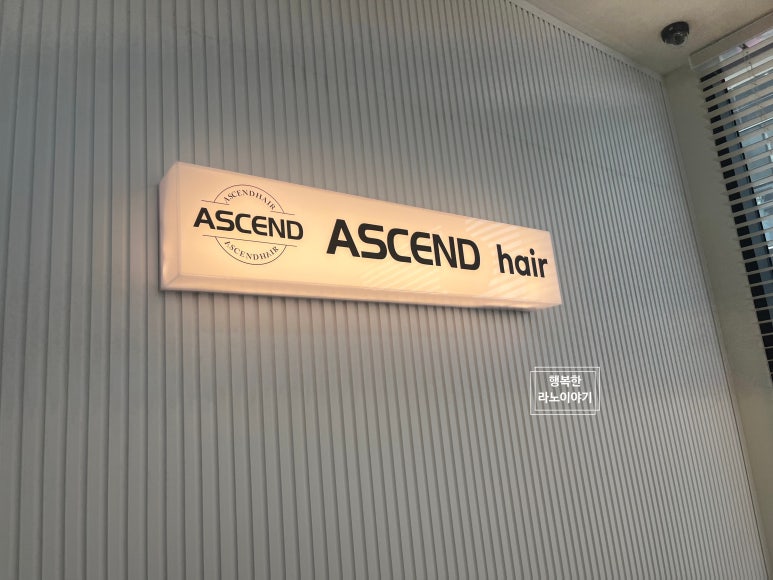 ASCENDHAIR
ASCEND
ASCENDHAIR
ASCEND hair
행복한
라노이야기